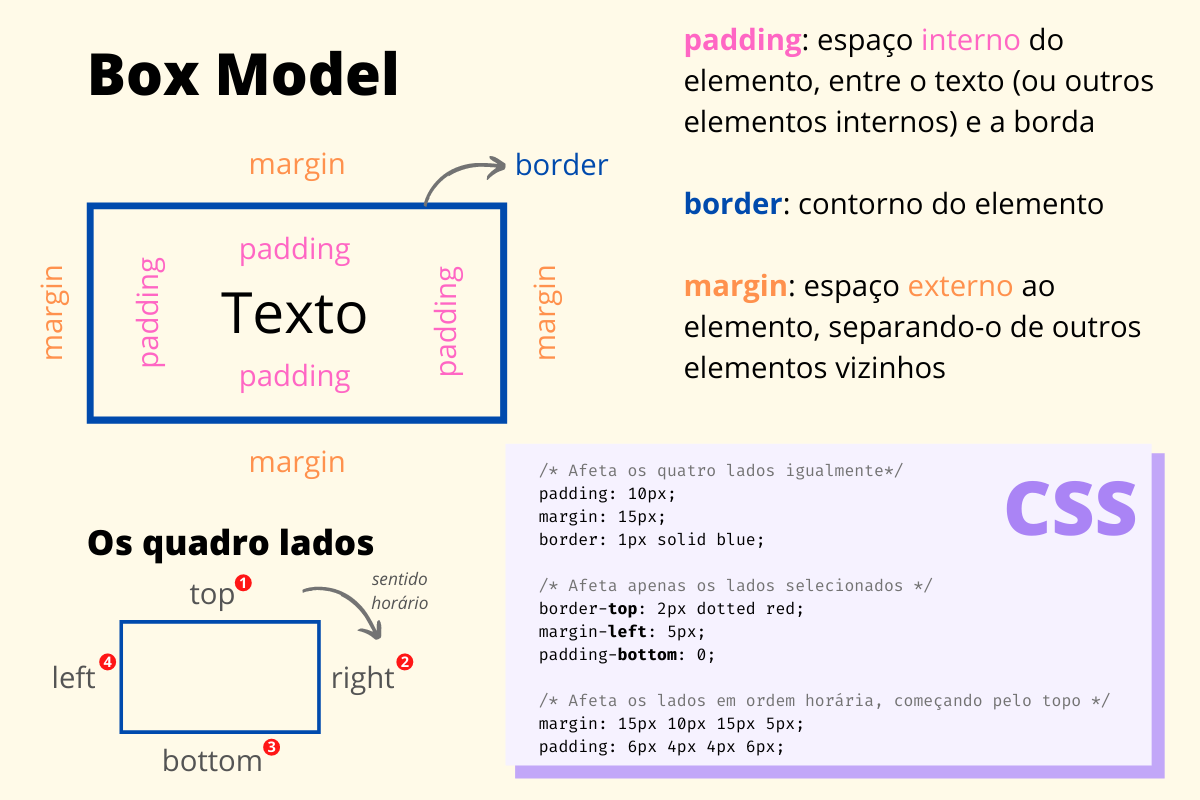 Box Model
margin
border
margin
padding
padding
Texto
padding
padding
margin
margin
padding: espaço interno do
elemento, entre o texto (ou outros
elementos internos) e a borda
border: contorno do elemento
margin: espaço externo ao
elemento, separando-o de outros
elementos vizinhos
Os quadro lados
top 1
sentido
horário
left 4
right 2
bottom 3
CSS
/* Afeta os quatro lados igualmente*/
padding: 10px;
margin: 15px;
border: 1px solid blue;
/* Afeta apenas os lados selecionados */
border-top: 2px dotted red;
margin-left: 5px;
padding-bottom: 0;
/* Afeta os lados em ordem horária, começando pelo topo */
margin: 15px 10px 15px 5px;
padding: 6px 4px 4px 6px;